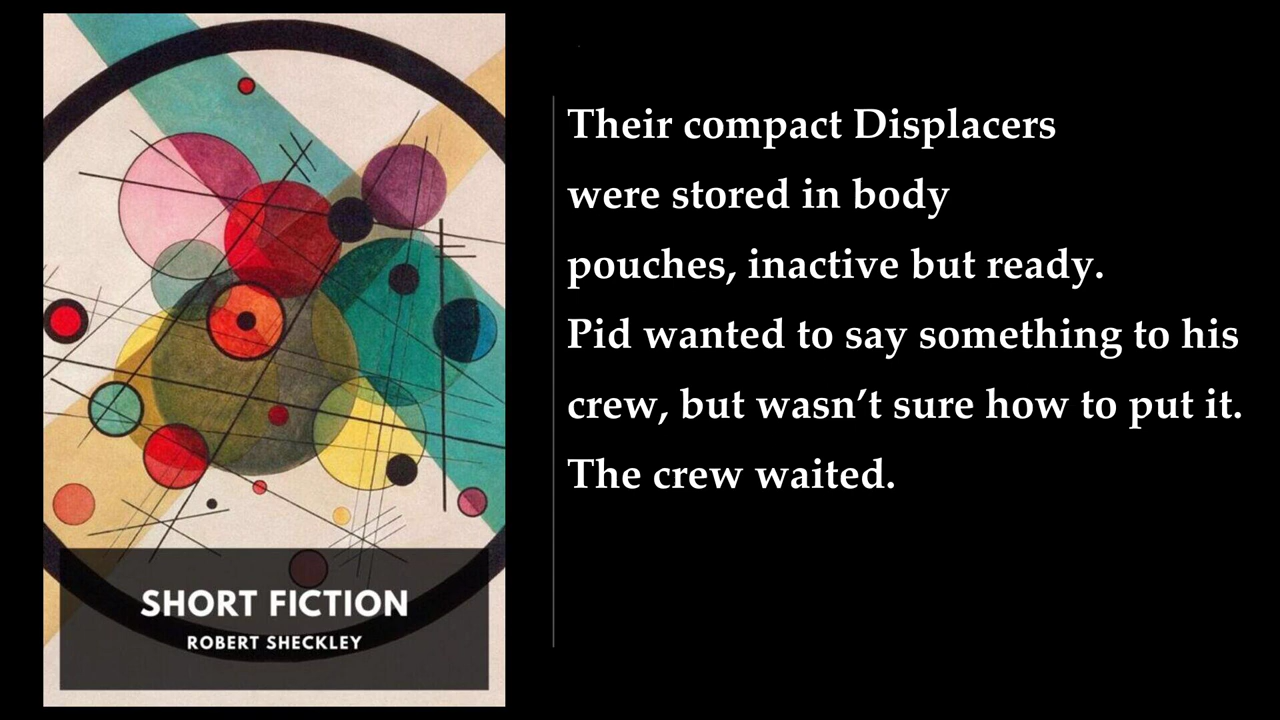 SHORT FICTION
ROBERT SHECKLEY
Their compact Displacers
were stored in body
pouches, inactive but ready.
Pid wanted to say something to his
crew, but wasn’t sure how to put it.
The crew waited.